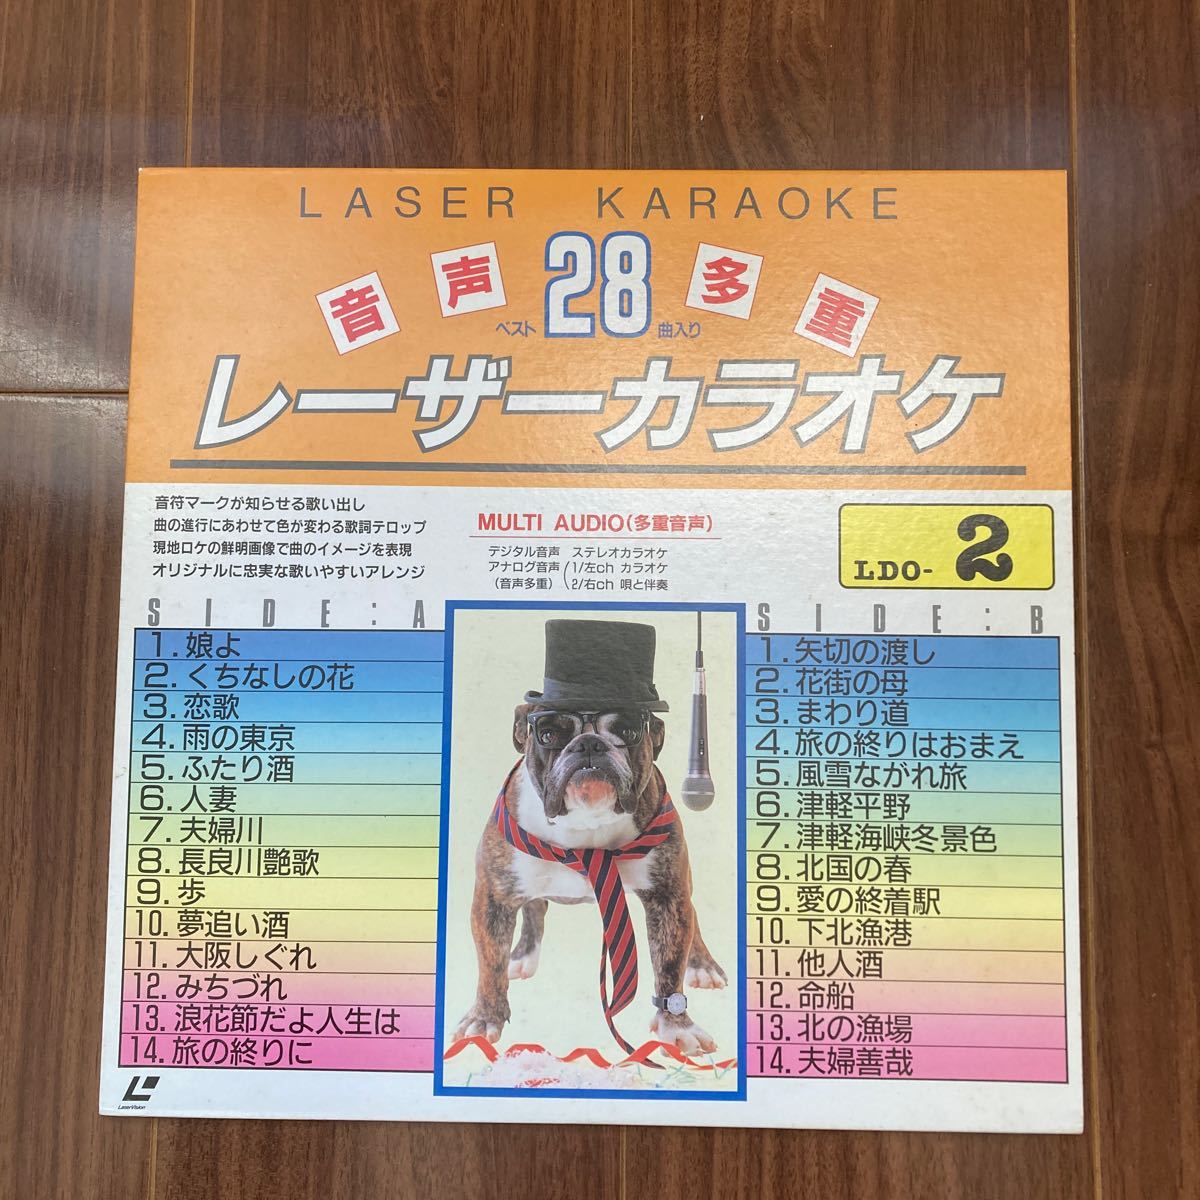 LASER KARAOKE
音声多重
ベスト28曲入り
レーザーカラオケ
音符マークが知らせる歌い出し
曲の進行にあわせて色が変わる歌詞テロップ
現地ロケの鮮明画像で曲のイメージを表現
オリジナルに忠実な歌いやすいアレンジ
MULTI AUDIO(多重音声)
デジタル音声 ステレオカラオケ
アナログ音声 1/左ch カラオケ
(音声多重) 2/右ch 唄と伴奏
LDO-2
SIDE:A
1.娘よ
2.くちなしの花
3.恋歌
4.雨の東京
5.ふたり酒
6.人妻
7.夫婦川
8.長良川艶歌
9.歩
10.夢追い酒
11.大阪しぐれ
12.みちづれ
13.浪花節だよ人生は
14.旅の終りに
SIDE:B
1.矢切の渡し
2.花街の母
3.まわり道
4.旅の終りはおまえ
5.風雪ながれ旅
6.津軽平野
7.津軽海峡冬景色
8.北国の春
9.愛の終着駅
10.下北漁港
11.他人酒
12.命船
13.北の漁場
14.夫婦善哉
LaserVision